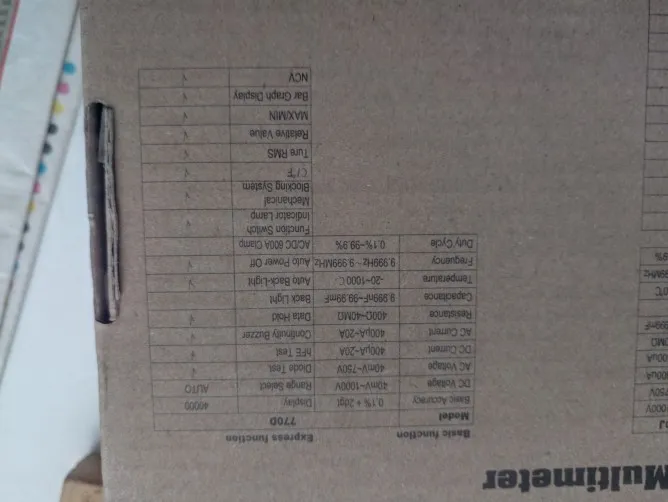 Multimeter
Basic function Express function
Model 770D
Basic Accuracy 0.1% + 2dgt Display 40000
DC Voltage 40mV~1000V Range Select AUTO
AC Voltage 40mV~750V Diode Test √
DC Current 400μA~20A hFE Test √
AC Current 400μA~20A Continuity Buzzer √
Resistance 400Ω~40MΩ Data Hold √
Capacitance 9.999nF~99.99mF Back Light
Temperature -20~1000℃ Auto Back-Light √
Frequency 9.999Hz~9.999MHz Auto Power Off √
Duty Cycle 0.1%~99.9% AC/DC 600A Clamp
Function Switch
Indicator Lamp √
Mechanical
Blocking System √
℃/℉ √
Ture RMS √
Relative Value √
MAX/MIN √
Bar Graph Display √
NCV √